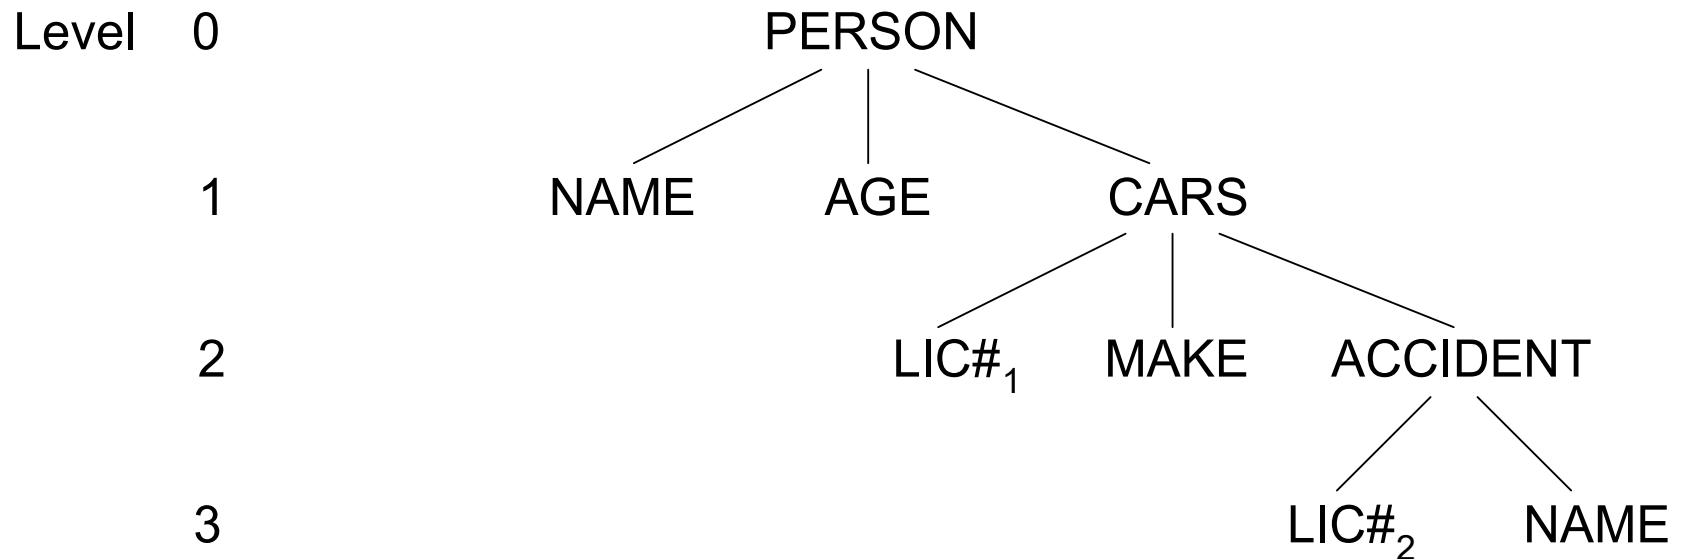 Level 0 PERSON
1 NAME AGE CARS
2 LIC#₁ MAKE ACCIDENT
3 LIC#₂ NAME